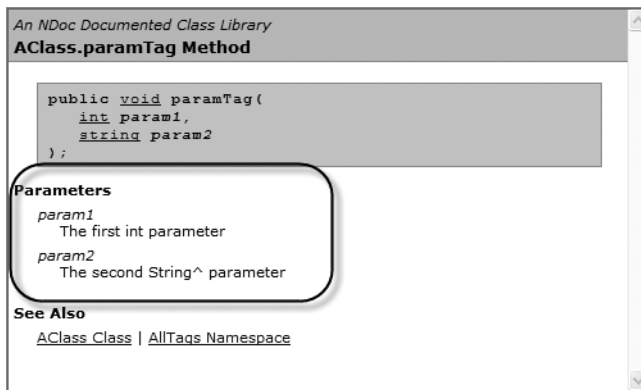 An NDoc Documented Class Library
AClass.paramTag Method
public void paramTag(
int param1,
string param2
);
Parameters
param1
The first int parameter
param2
The second String^ parameter
See Also
AClass Class | AllTags Namespace